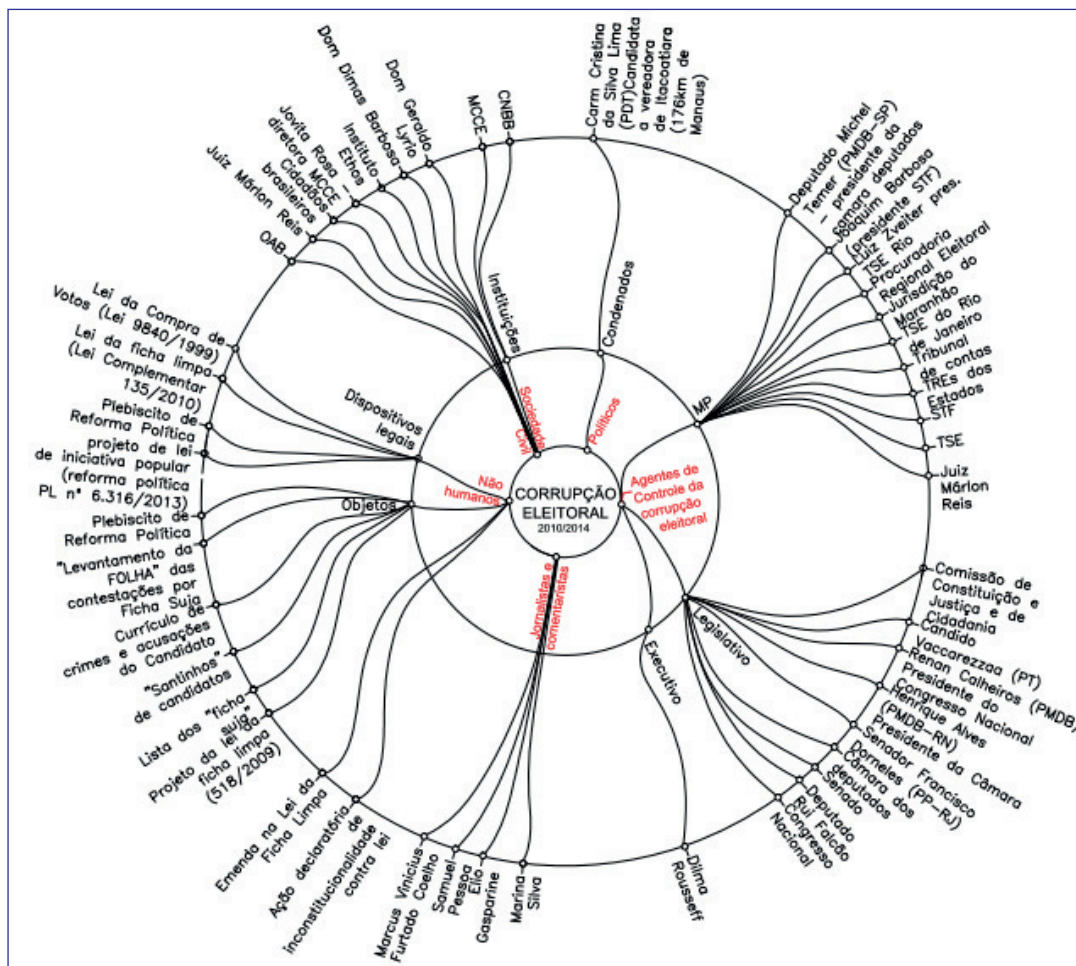 CORRUPÇÃO
ELEITORAL
2010/2014
Sociedade
Civil
Instituições
OAB
Juiz Márlon Reis
Cidadãos
brasileiros
Jovita Rosa –
diretora MCCE
Instituto
Ethos
Dom Dimas Barbosa
Dom Geraldo
Lyrio
MCCE
CNBB
Políticos
Condenados
Carm Cristina
da Silva Lima
(PDT)Candidata
a vereadora
de Itacoatiara
(176km de
Manaus)
Agentes de
Controle da
corrupção
eleitoral
MP
Deputado Michel
Temer (PMDB-SP)
– presidente da
camara deputados
Joaquim Barbosa
(presidente STF)
Luiz Zveiter pres.
TSE Rio
Procuradoria
Regional Eleitoral
Jurisdição do
Maranhão
TSE do Rio
de Janeiro
Tribunal
de contas
TREs dos
Estados
STF
TSE
Juiz
Márlon
Reis
Legislativo
Comissão de
Constituição e
Justiça e de
Cidadania
Candido
Vaccarezzaa (PT)
Renan Calheiros (PMDB)
Presidente do
Congresso Nacional
Henrique Alves
(PMDB-RN)
Presidente da Câmara
Senador Francisco
Dorneles (PP-RJ)
Câmara dos
deputados
Senado
Deputado
Rui Falcão
Congresso
Nacional
Executivo
Dilma
Rousseff
Jornalistas e
comentaristas
Marina
Silva
Elio
Gasparine
Samuel
Pessoa
Marcus Vinicius
Furtado Coelho
Não
humanos
Ação declaratória
de
inconstitucionalidade
contra lei
Emenda na Lei da
Ficha Limpa
Objetos
Projeto da lei da
ficha limpa
(518/2009)
Lista dos "ficha
suja"
"Santinhos"
de candidatos
Currículo de
crimes e acusações
do Candidato
"Levantamento da
FOLHA" das
contestações por
Ficha Suja
Plebiscito de
Reforma Política
Dispositivos
legais
projeto de lei
de iniciativa popular
(reforma política
PL n° 6.316/2013)
Plebiscito de
Reforma Política
Lei da ficha limpa
(Lei Complementar
135/2010)
Lei da Compra de
Votos (Lei 9840/1999)